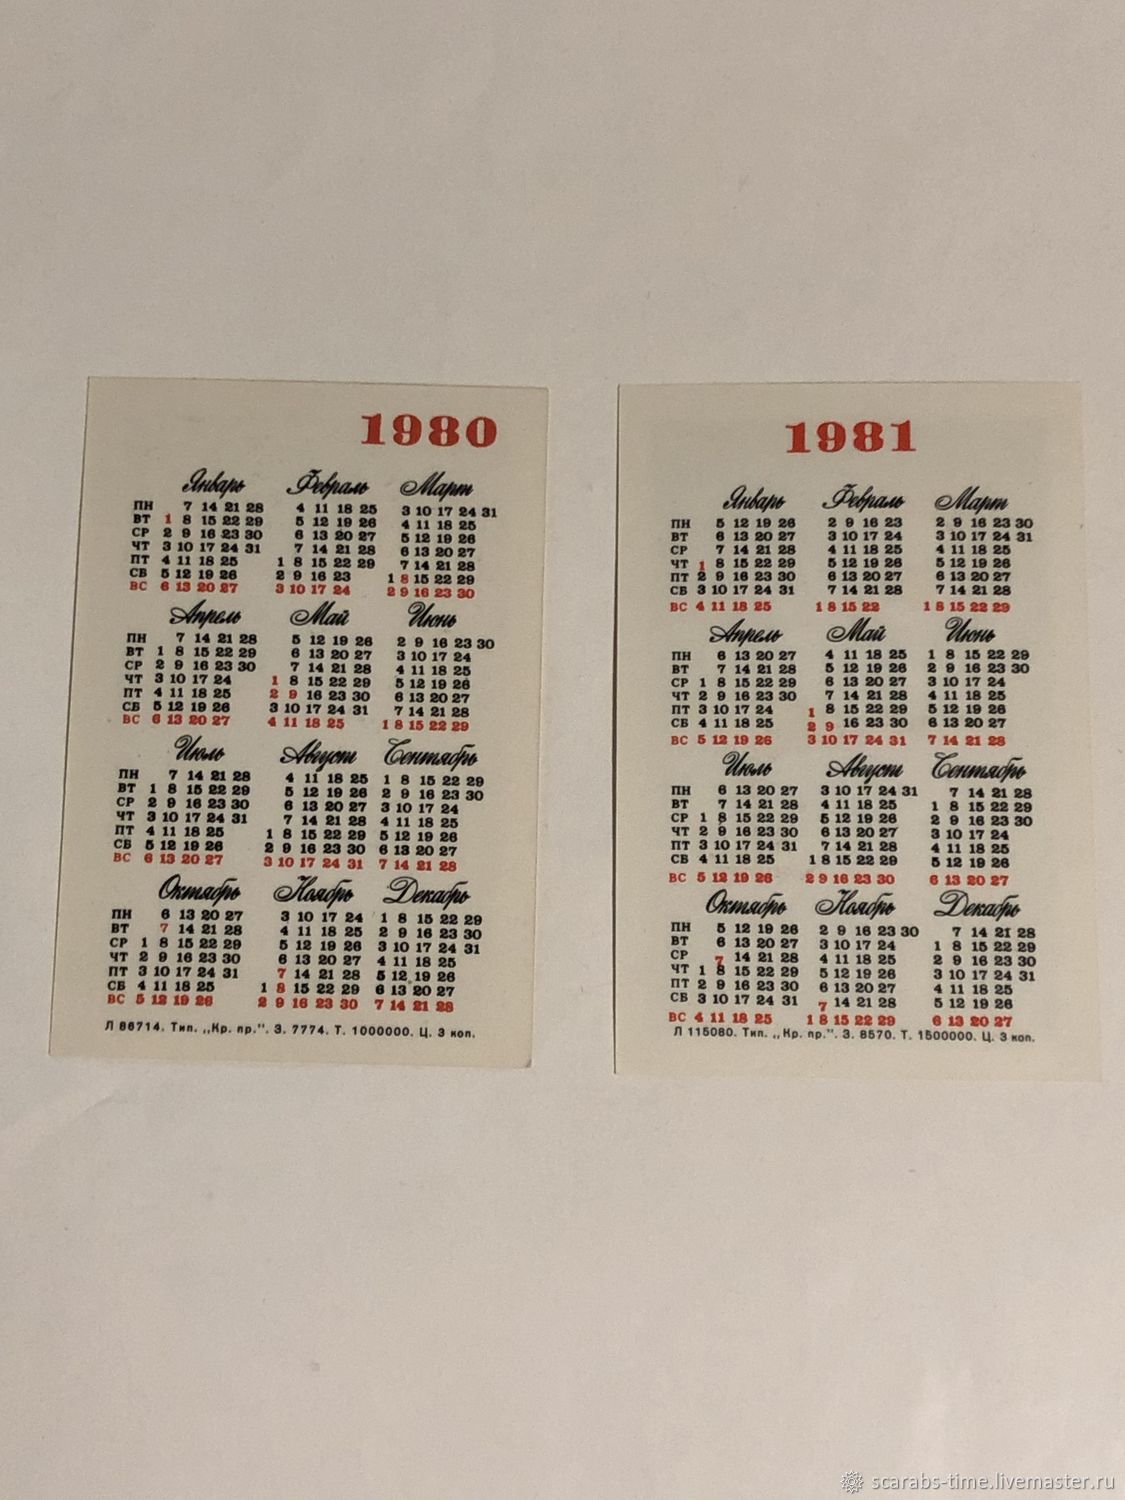 1980
Январь Февраль Март
ПН 7 14 21 28 4 11 18 25 3 10 17 24 31
ВТ 1 8 15 22 29 5 12 19 26 4 11 18 25
СР 2 9 16 23 30 6 13 20 27 5 12 19 26
ЧТ 3 10 17 24 31 7 14 21 28 6 13 20 27
ПТ 4 11 18 25 1 8 15 22 29 7 14 21 28
СБ 5 12 19 26 2 9 16 23 1 8 15 22 29
ВС 6 13 20 27 3 10 17 24 2 9 16 23 30
Апрель Май Июнь
ПН 7 14 21 28 5 12 19 26 2 9 16 23 30
ВТ 1 8 15 22 29 6 13 20 27 3 10 17 24
СР 2 9 16 23 30 7 14 21 28 4 11 18 25
ЧТ 3 10 17 24 1 8 15 22 29 5 12 19 26
ПТ 4 11 18 25 2 9 16 23 30 6 13 20 27
СБ 5 12 19 26 3 10 17 24 31 7 14 21 28
ВС 6 13 20 27 4 11 18 25 1 8 15 22 29
Июль Август Сентябрь
ПН 7 14 21 28 4 11 18 25 1 8 15 22 29
ВТ 1 8 15 22 29 5 12 19 26 2 9 16 23 30
СР 2 9 16 23 30 6 13 20 27 3 10 17 24
ЧТ 3 10 17 24 31 7 14 21 28 4 11 18 25
ПТ 4 11 18 25 1 8 15 22 29 5 12 19 26
СБ 5 12 19 26 2 9 16 23 30 6 13 20 27
ВС 6 13 20 27 3 10 17 24 31 7 14 21 28
Октябрь Ноябрь Декабрь
ПН 6 13 20 27 3 10 17 24 1 8 15 22 29
ВТ 7 14 21 28 4 11 18 25 2 9 16 23 30
СР 1 8 15 22 29 5 12 19 26 3 10 17 24 31
ЧТ 2 9 16 23 30 6 13 20 27 4 11 18 25
ПТ 3 10 17 24 31 7 14 21 28 5 12 19 26
СБ 4 11 18 25 1 8 15 22 29 6 13 20 27
ВС 5 12 19 26 2 9 16 23 30 7 14 21 28
Л 86714. Тип. „Кр. пр.". З. 7774. Т. 1000000. Ц. 3 коп.
1981
Январь Февраль Март
ПН 5 12 19 26 2 9 16 23 2 9 16 23 30
ВТ 6 13 20 27 3 10 17 24 3 10 17 24 31
СР 7 14 21 28 4 11 18 25 4 11 18 25
ЧТ 1 8 15 22 29 5 12 19 26 5 12 19 26
ПТ 2 9 16 23 30 6 13 20 27 6 13 20 27
СБ 3 10 17 24 31 7 14 21 28 7 14 21 28
ВС 4 11 18 25 1 8 15 22 1 8 15 22 29
Апрель Май Июнь
ПН 6 13 20 27 4 11 18 25 1 8 15 22 29
ВТ 7 14 21 28 5 12 19 26 2 9 16 23 30
СР 1 8 15 22 29 6 13 20 27 3 10 17 24
ЧТ 2 9 16 23 30 7 14 21 28 4 11 18 25
ПТ 3 10 17 24 1 8 15 22 29 5 12 19 26
СБ 4 11 18 25 2 9 16 23 30 6 13 20 27
ВС 5 12 19 26 3 10 17 24 31 7 14 21 28
Июль Август Сентябрь
ПН 6 13 20 27 3 10 17 24 31 7 14 21 28
ВТ 7 14 21 28 4 11 18 25 1 8 15 22 29
СР 1 8 15 22 29 5 12 19 26 2 9 16 23 30
ЧТ 2 9 16 23 30 6 13 20 27 3 10 17 24
ПТ 3 10 17 24 31 7 14 21 28 4 11 18 25
СБ 4 11 18 25 1 8 15 22 29 5 12 19 26
ВС 5 12 19 26 2 9 16 23 30 6 13 20 27
Октябрь Ноябрь Декабрь
ПН 5 12 19 26 2 9 16 23 30 7 14 21 28
ВТ 6 13 20 27 3 10 17 24 1 8 15 22 29
СР 7 14 21 28 4 11 18 25 2 9 16 23 30
ЧТ 1 8 15 22 29 5 12 19 26 3 10 17 24 31
ПТ 2 9 16 23 30 6 13 20 27 4 11 18 25
СБ 3 10 17 24 31 7 14 21 28 5 12 19 26
ВС 4 11 18 25 1 8 15 22 29 6 13 20 27
Л 115080. Тип. „Кр. пр.". З. 8570. Т. 1500000. Ц. 3 коп.
scarabs-time.livemaster.ru